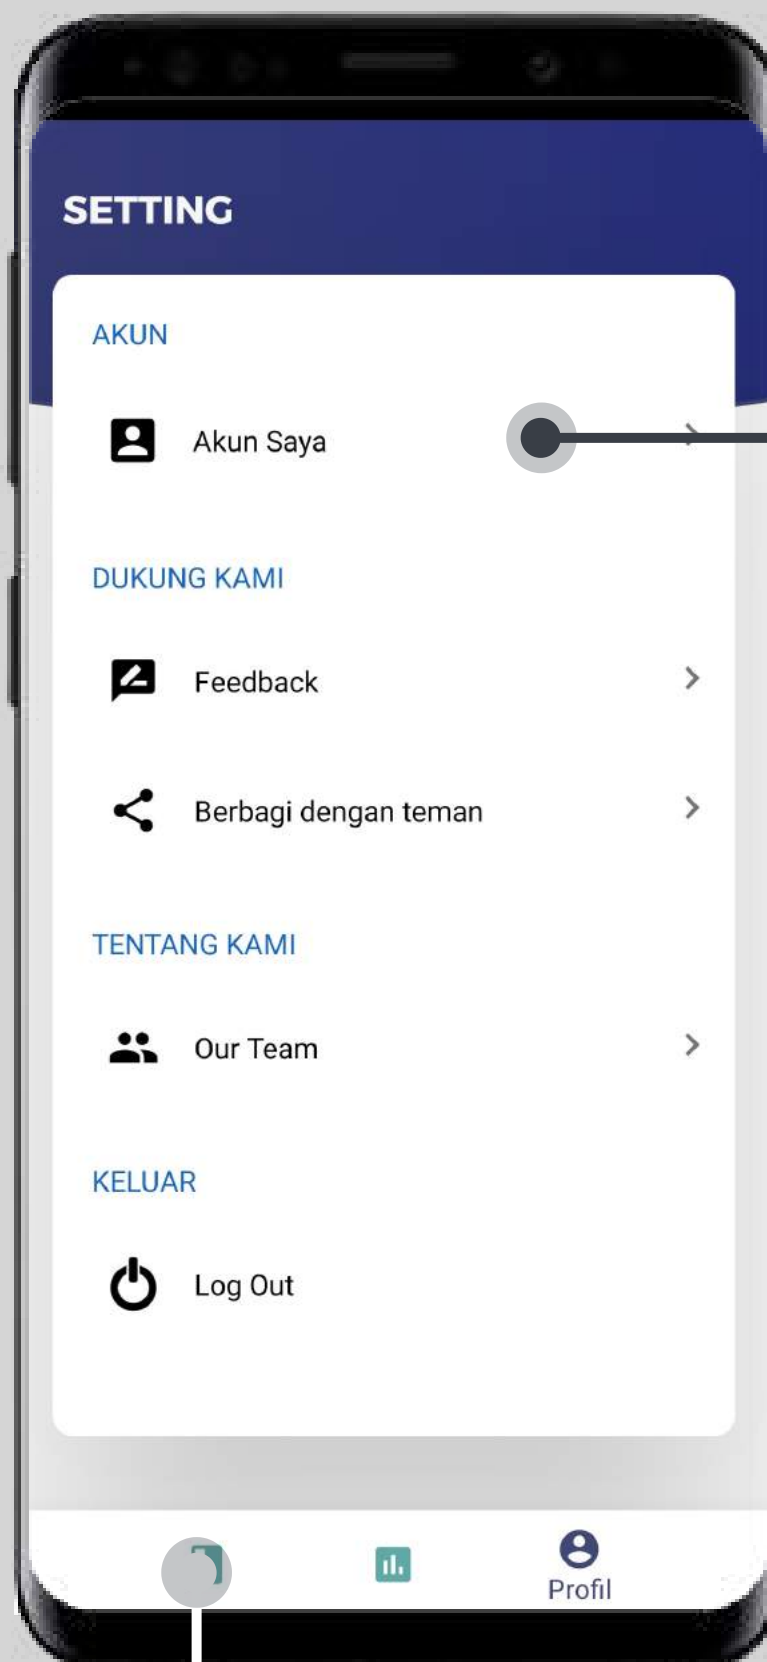 SETTING
AKUN
Akun Saya
DUKUNG KAMI
Feedback
Berbagi dengan teman
TENTANG KAMI
Our Team
KELUAR
Log Out
Profil